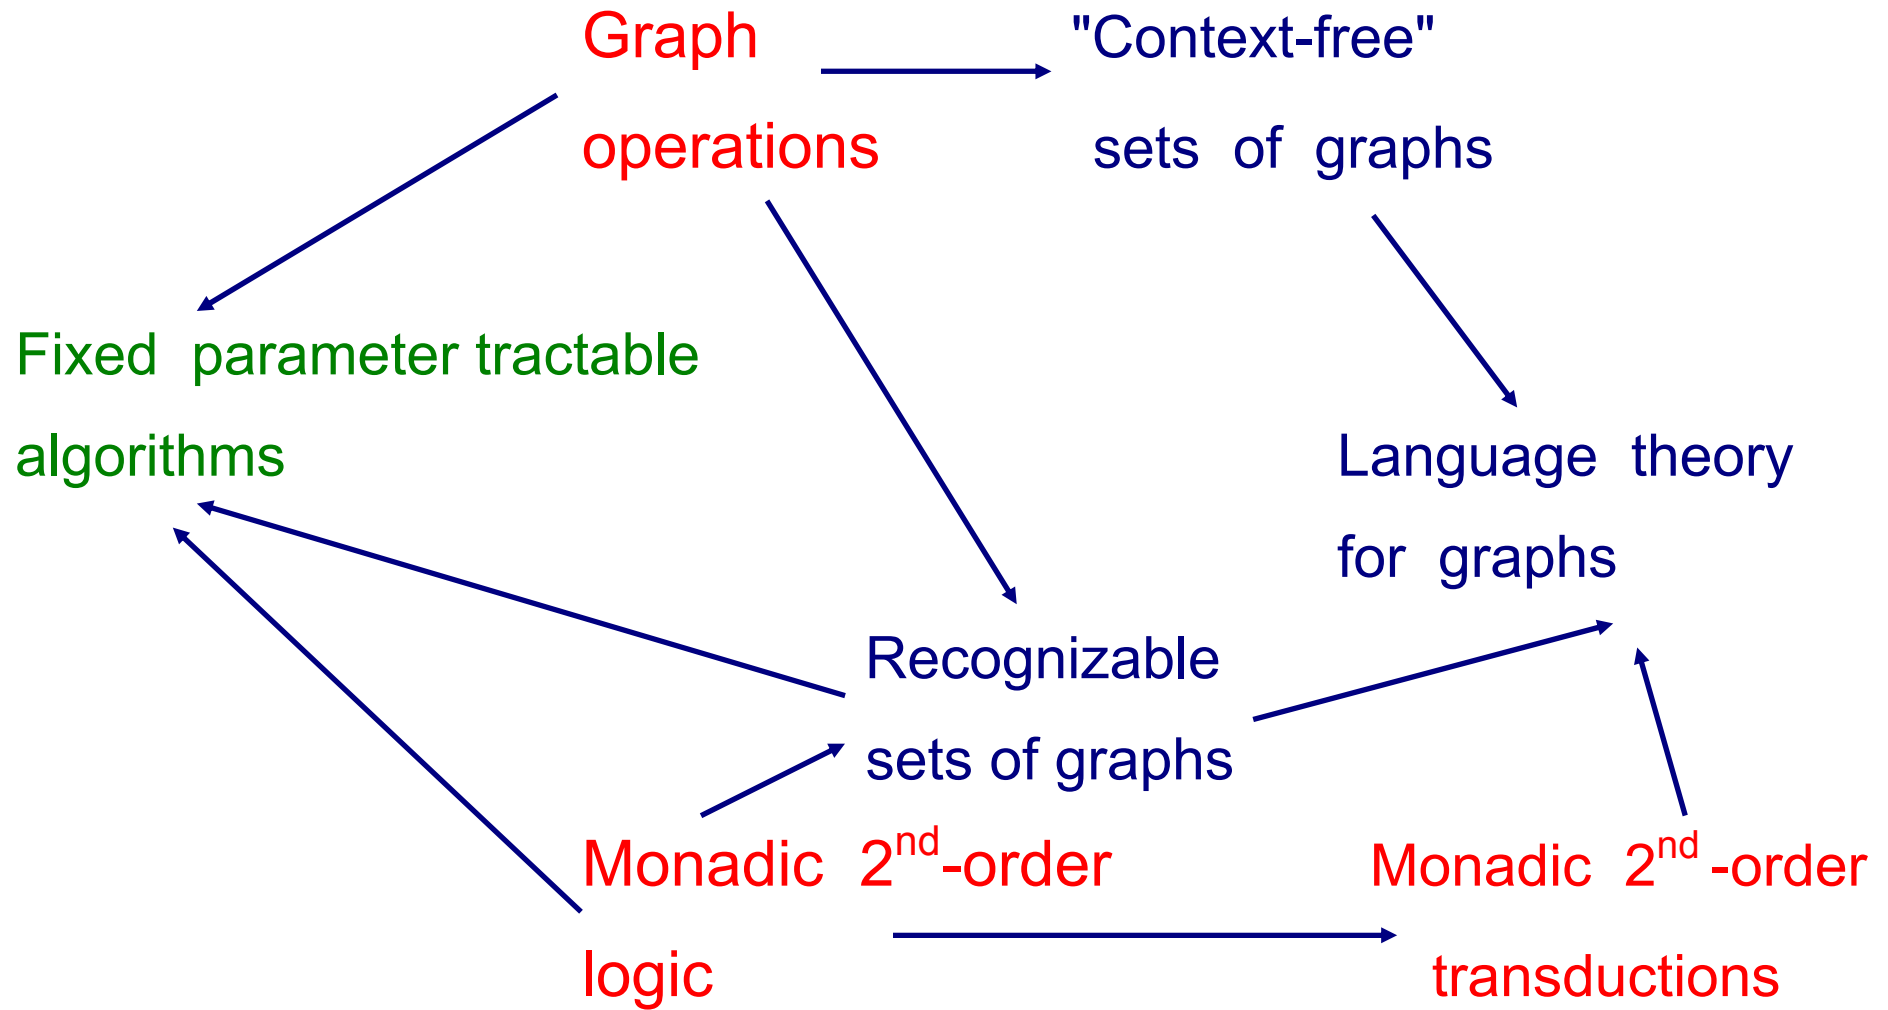 Graph
operations
"Context-free"
sets of graphs
Fixed parameter tractable
algorithms
Language theory
for graphs
Recognizable
sets of graphs
Monadic 2nd-order
logic
Monadic 2nd -order
transductions